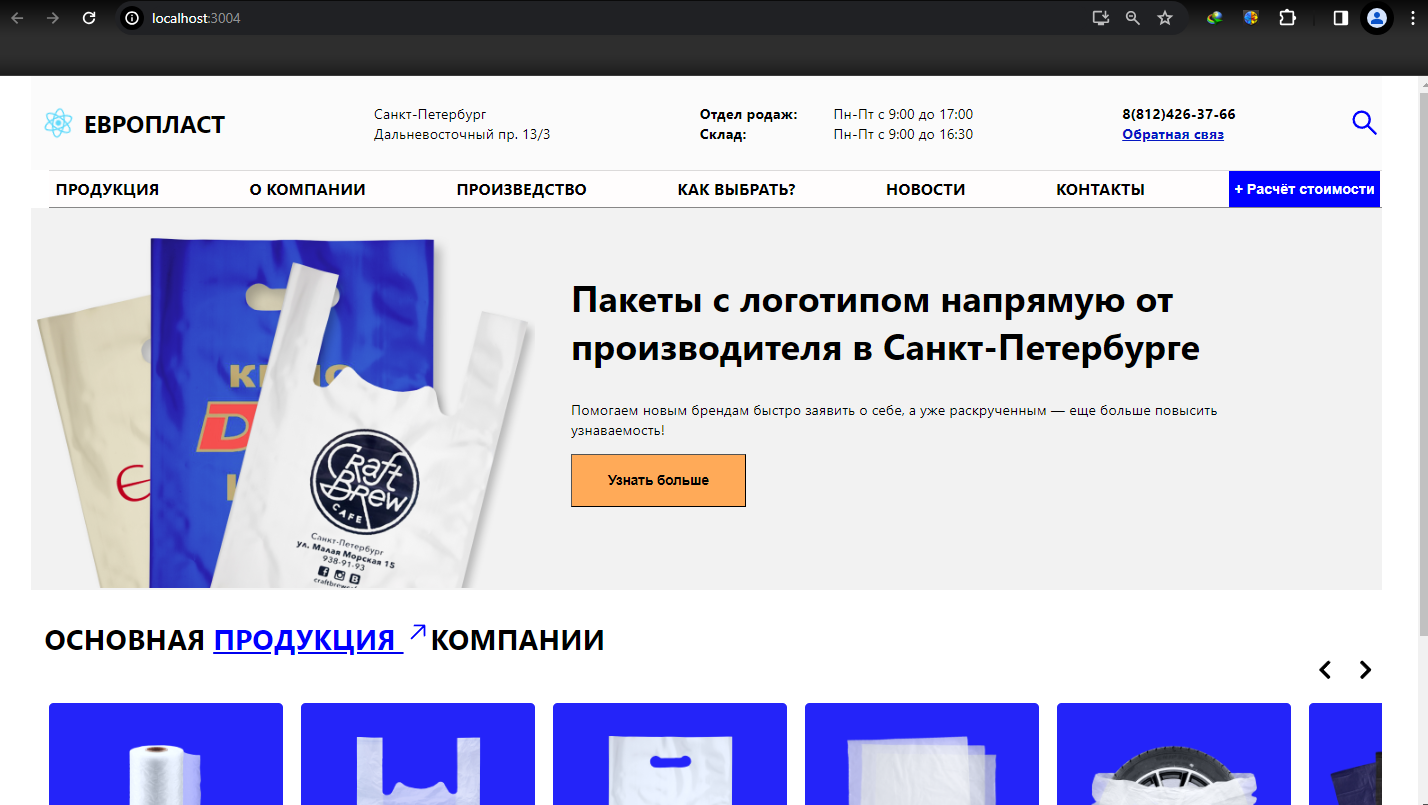 localhost:3004
ЕВРОПЛАСТ
Санкт-Петербург
Дальневосточный пр. 13/3
Отдел родаж: Пн-Пт с 9:00 до 17:00
Склад: Пн-Пт с 9:00 до 16:30
8(812)426-37-66
Обратная связ
ПРОДУКЦИЯ О КОМПАНИИ ПРОИЗВЕДСТВО КАК ВЫБРАТЬ? НОВОСТИ КОНТАКТЫ + Расчёт стоимости
Пакеты с логотипом напрямую от
производителя в Санкт-Петербурге
Помогаем новым брендам быстро заявить о себе, а уже раскрученным — еще больше повысить
узнаваемость!
Узнать больше
CRAFT
BREW
CAFE
Санкт-Петербург
ул. Малая Морская 15
938-91-93
ОСНОВНАЯ ПРОДУКЦИЯ КОМПАНИИ